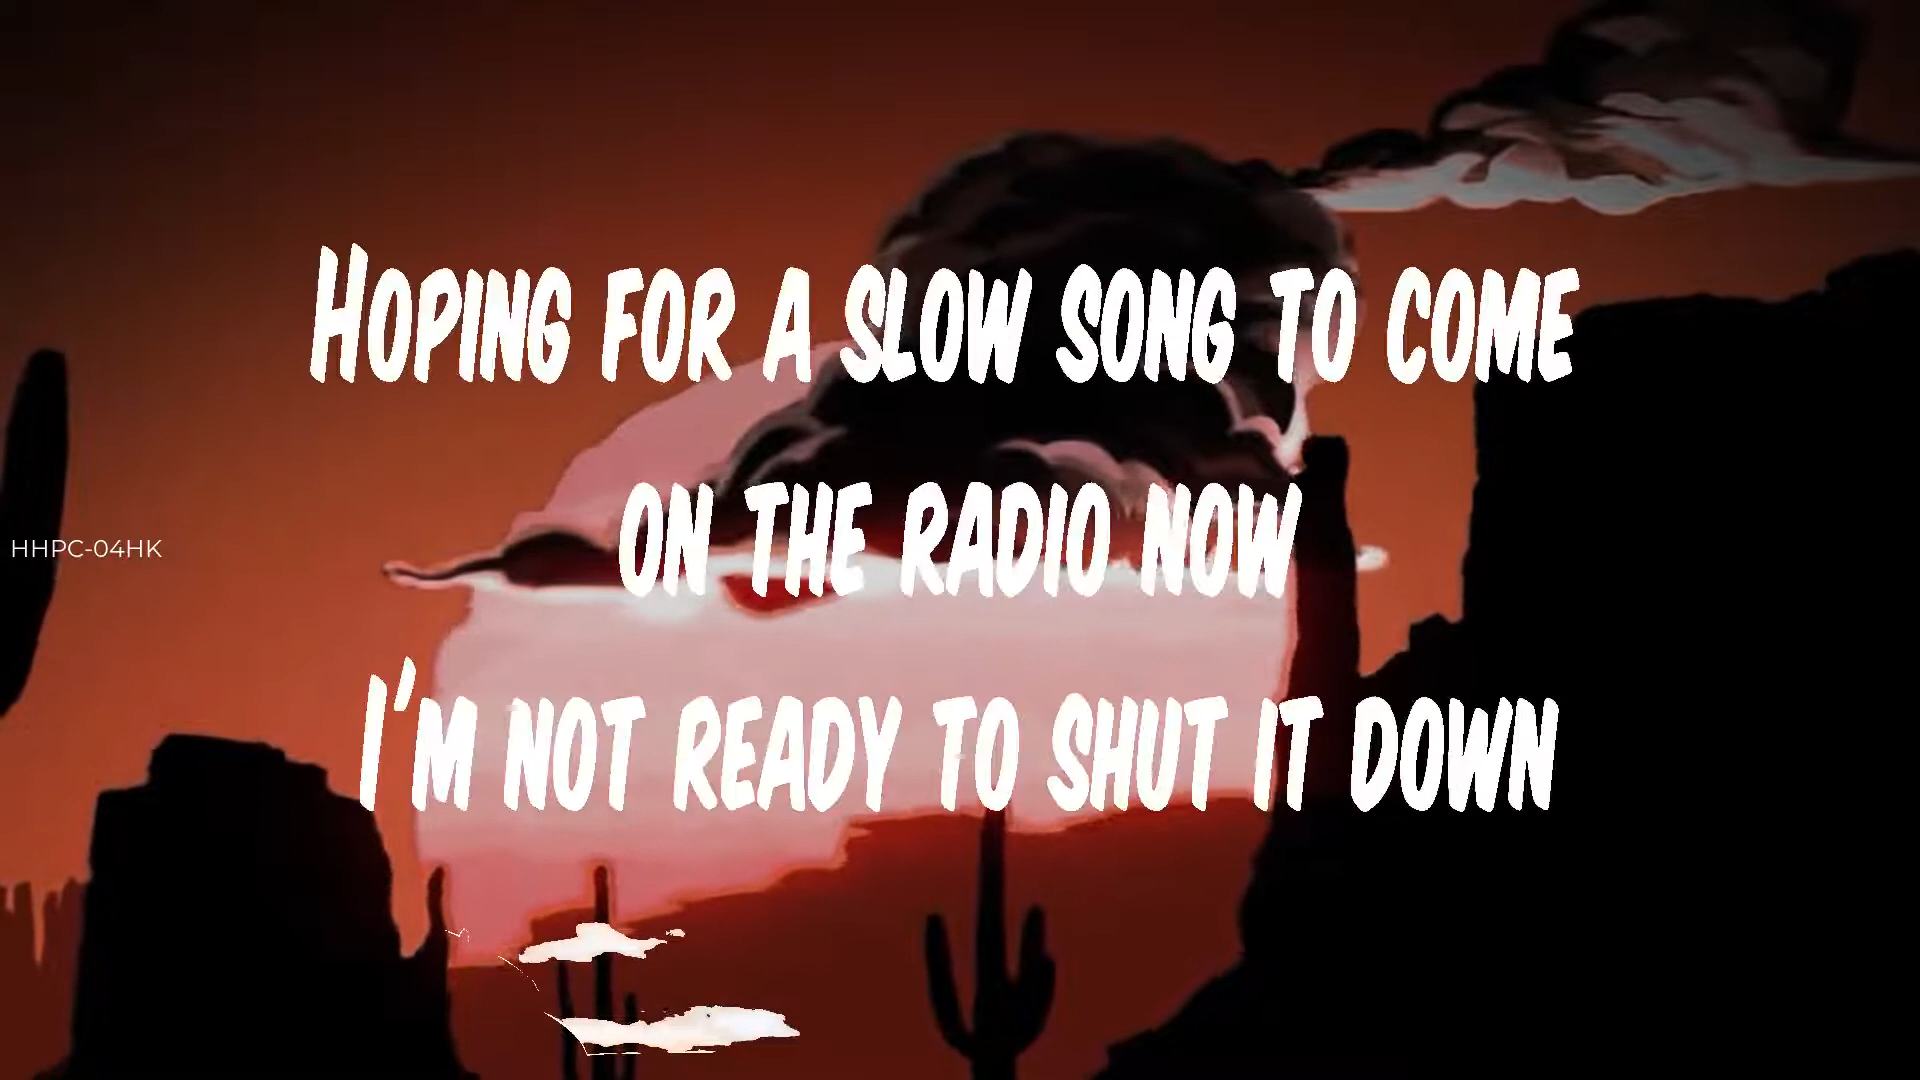 Hoping for a slow song to come
HHPC-04HK
on the radio now
I'm not ready to shut it down